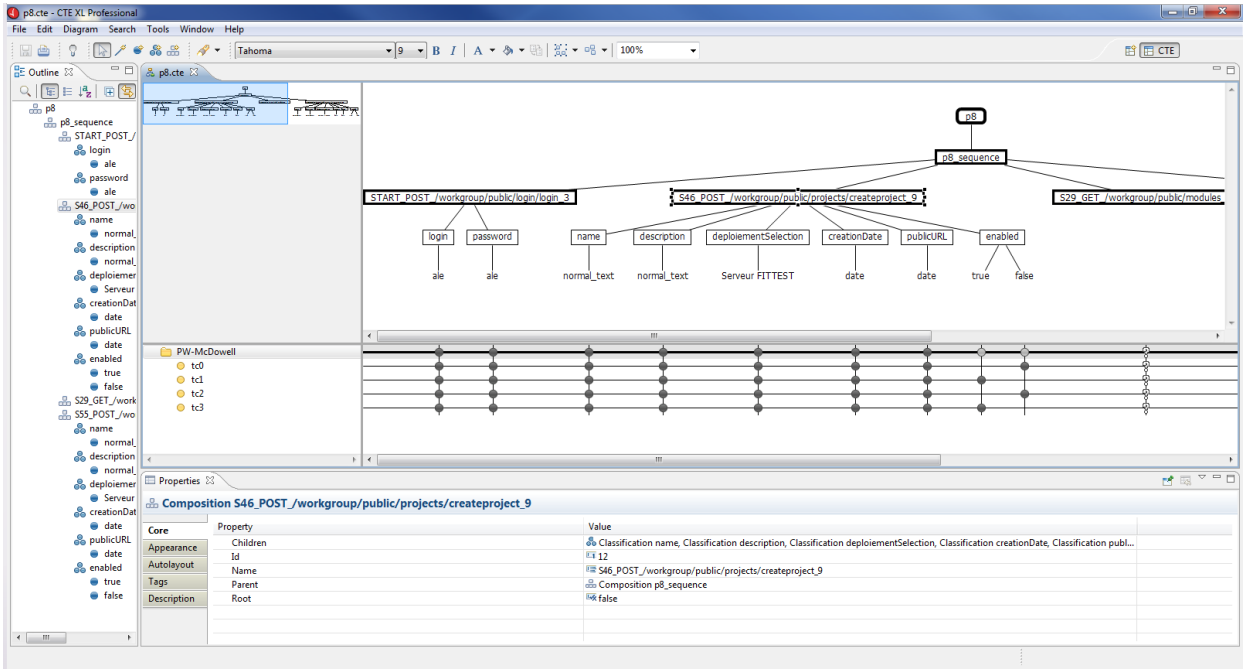 p8.cte - CTE XL Professional
File Edit Diagram Search Tools Window Help
Tahoma 9 B I A 100% CTE
Outline
p8.cte
p8
p8_sequence
START_POST_/
login
ale
password
ale
S46_POST_/wo
name
normal_
description
normal_
deploiemer
Serveur
creationDat
date
publicURL
date
enabled
true
false
S29_GET_/work
S55_POST_/wo
name
normal_
description
normal_
deploiemer
Serveur
creationDat
date
publicURL
date
enabled
true
false
p8
p8_sequence
START_POST_/workgroup/public/login/login_3 S46_POST_/workgroup/public/projects/createproject_9 S29_GET_/workgroup/public/modules_
login password name description deploiementSelection creationDate publicURL enabled
ale ale normal_text normal_text Serveur FITTEST date date true false
PW-McDowell
tc0
tc1
tc2
tc3
Properties
Composition S46_POST_/workgroup/public/projects/createproject_9
Core
Appearance
Autolayout
Tags
Description
Property Value
Children Classification name, Classification description, Classification deploiementSelection, Classification creationDate, Classification publ...
Id 12
Name S46_POST_/workgroup/public/projects/createproject_9
Parent Composition p8_sequence
Root false